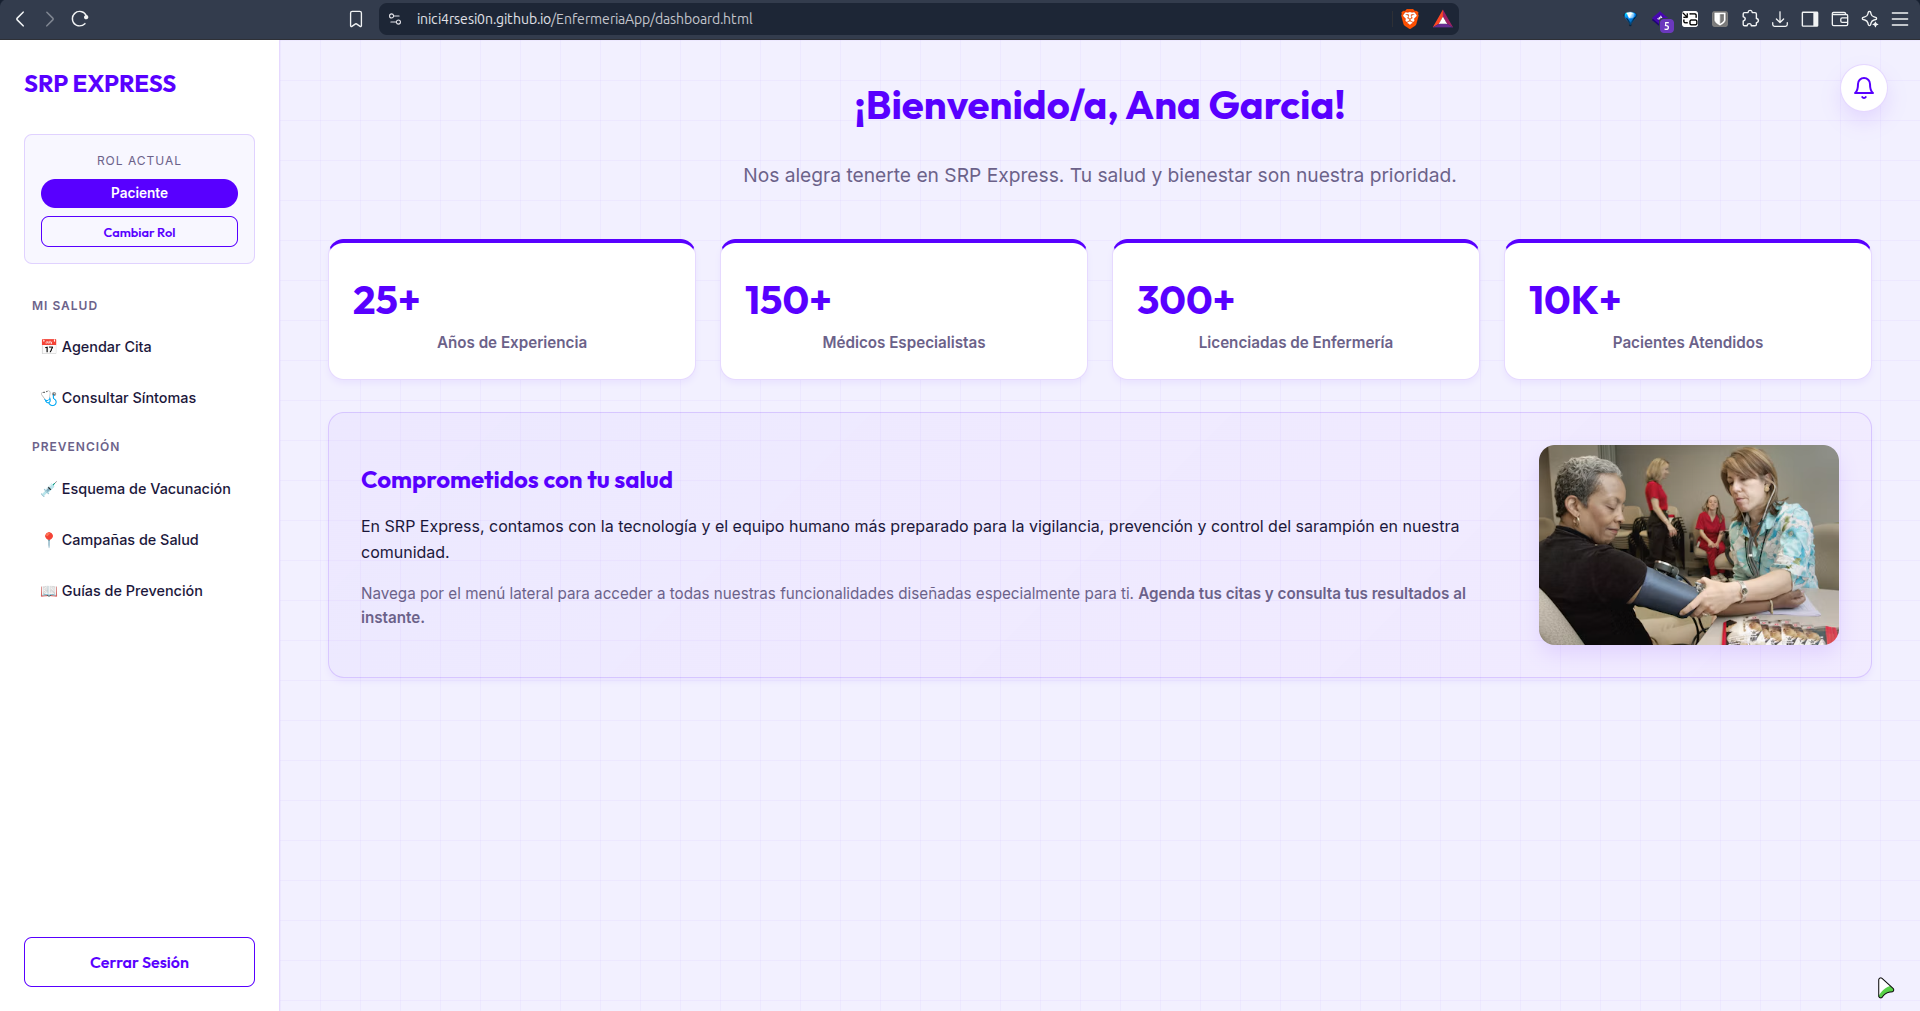 inici4rsesi0n.github.io/EnfermeriaApp/dashboard.html
5
SRP EXPRESS
ROL ACTUAL
Paciente
Cambiar Rol
MI SALUD
Agendar Cita
Consultar Síntomas
PREVENCIÓN
Esquema de Vacunación
Campañas de Salud
Guías de Prevención
Cerrar Sesión
¡Bienvenido/a, Ana Garcia!
Nos alegra tenerte en SRP Express. Tu salud y bienestar son nuestra prioridad.
25+
Años de Experiencia
150+
Médicos Especialistas
300+
Licenciadas de Enfermería
10K+
Pacientes Atendidos
Comprometidos con tu salud
En SRP Express, contamos con la tecnología y el equipo humano más preparado para la vigilancia, prevención y control del sarampión en nuestra
comunidad.
Navega por el menú lateral para acceder a todas nuestras funcionalidades diseñadas especialmente para ti. Agenda tus citas y consulta tus resultados al
instante.